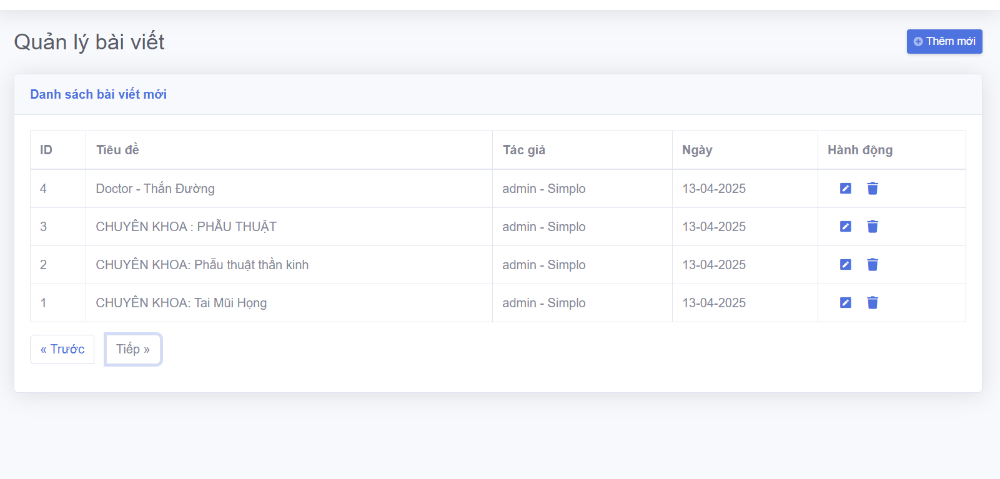 Quản lý bài viết
Thêm mới
Danh sách bài viết mới
ID Tiêu đề Tác giả Ngày Hành động
4 Doctor - Thắn Đường admin - Simplo 13-04-2025
3 CHUYÊN KHOA : PHẪU THUẬT admin - Simplo 13-04-2025
2 CHUYÊN KHOA: Phẫu thuật thần kinh admin - Simplo 13-04-2025
1 CHUYÊN KHOA: Tai Mũi Họng admin - Simplo 13-04-2025
« Trước Tiếp »